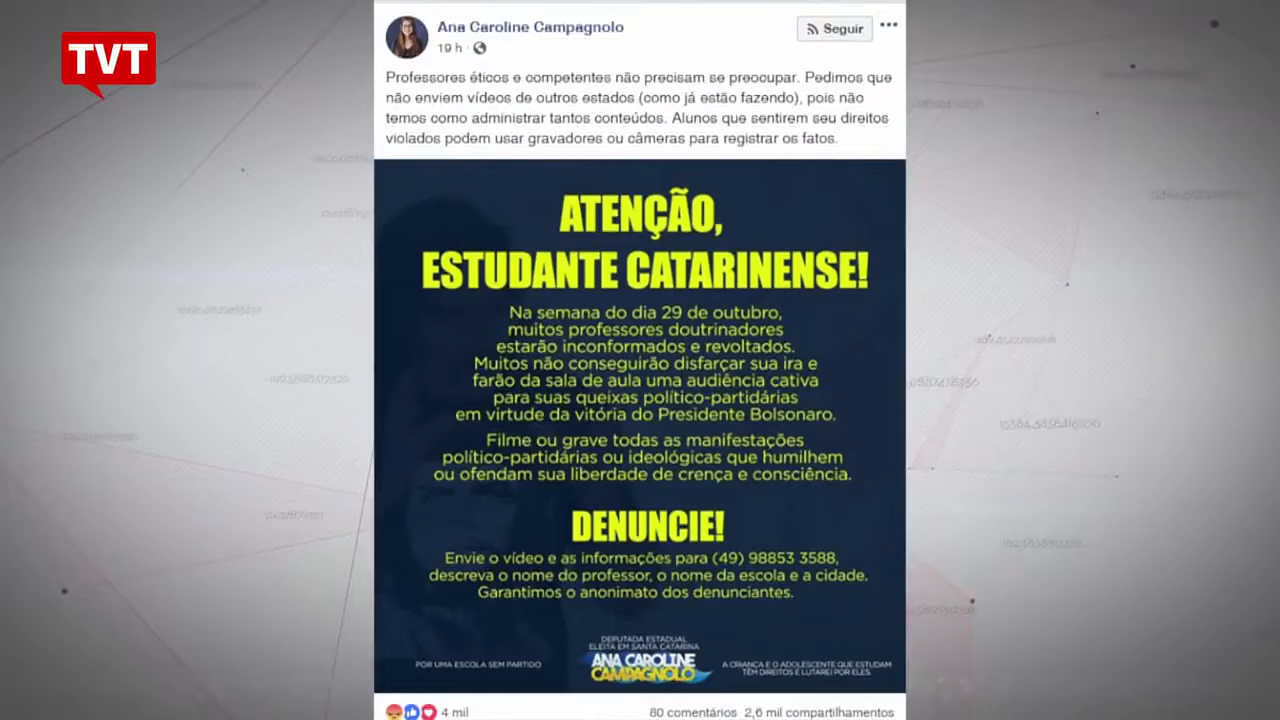 TVT
Ana Caroline Campagnolo
19 h ·
Seguir
Professores éticos e competentes não precisam se preocupar. Pedimos que
não enviem vídeos de outros estados (como já estão fazendo), pois não
temos como administrar tantos conteúdos. Alunos que sentirem seu direitos
violados podem usar gravadores ou câmeras para registrar os fatos.
ATENÇÃO,
ESTUDANTE CATARINENSE!
Na semana do dia 29 de outubro,
muitos professores doutrinadores
estarão inconformados e revoltados.
Muitos não conseguirão disfarçar sua ira e
farão da sala de aula uma audiência cativa
para suas queixas político-partidárias
em virtude da vitória do Presidente Bolsonaro.
Filme ou grave todas as manifestações
político-partidárias ou ideológicas que humilhem
ou ofendam sua liberdade de crença e consciência.
DENUNCIE!
Envie o vídeo e as informações para (49) 98853 3588,
descreva o nome do professor, o nome da escola e a cidade.
Garantimos o anonimato dos denunciantes.
DEPUTADA ESTADUAL
ELEITA EM SANTA CATARINA
ANA CAROLINE
CAMPAGNOLO
POR UMA ESCOLA SEM PARTIDO
A CRIANÇA E O ADOLESCENTE QUE ESTUDAM
TÊM DIREITOS E LUTAREI POR ELES.
4 mil
80 comentários 2,6 mil compartilhamentos